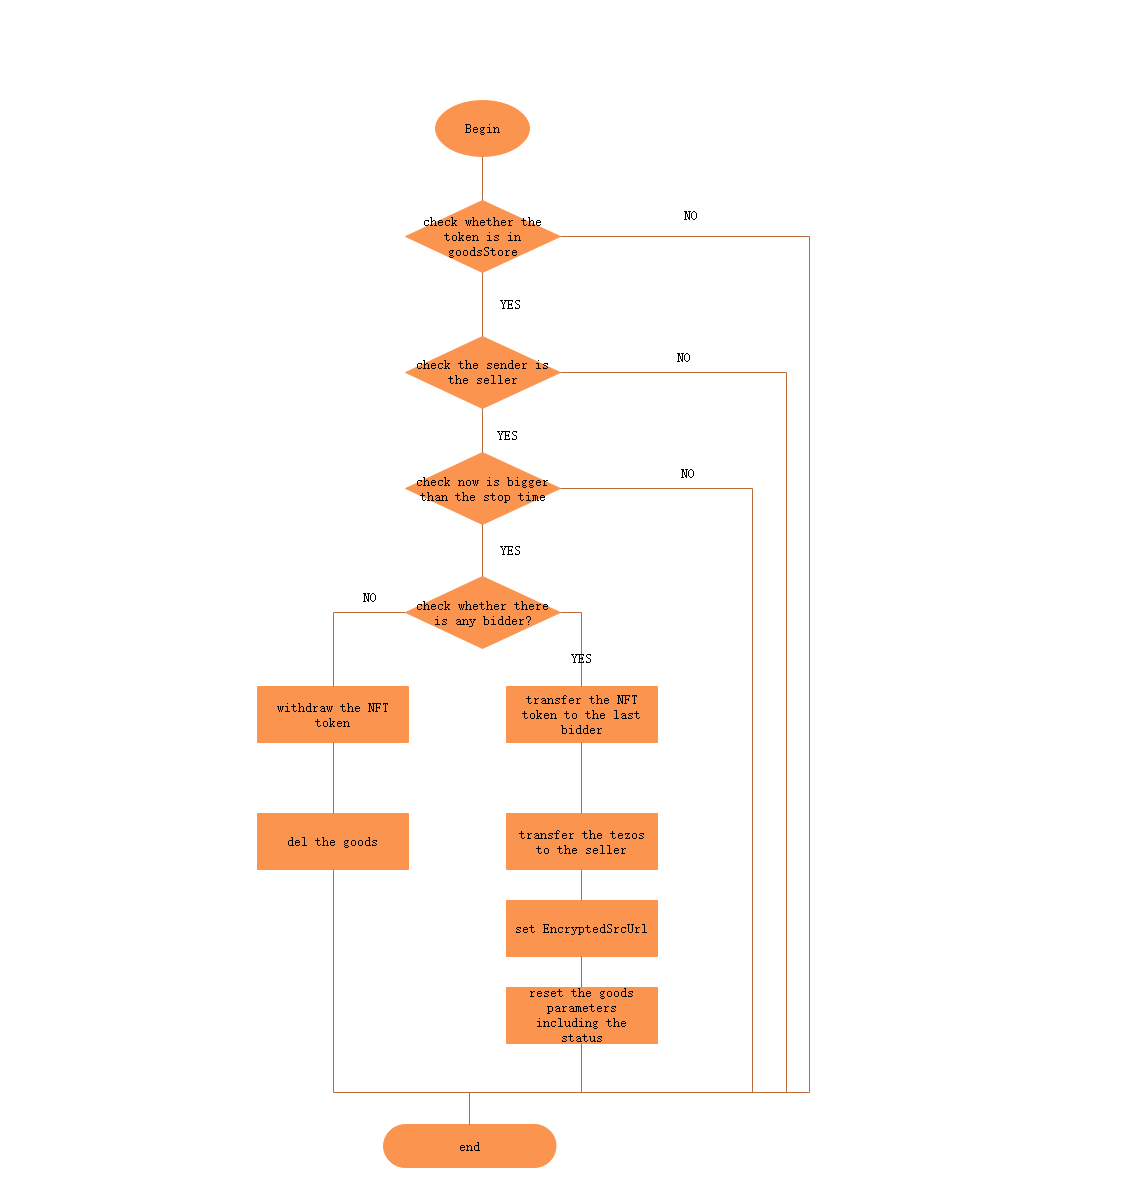 Begin
NO
check whether the
token is in
goodsStore
YES
NO
check the sender is
the seller
YES
NO
check now is bigger
than the stop time
YES
NO
check whether there
is any bidder?
YES
withdraw the NFT
token
transfer the NFT
token to the last
bidder
del the goods
transfer the tezos
to the seller
set EncryptedSrcUrl
reset the goods
parameters
including the
status
end